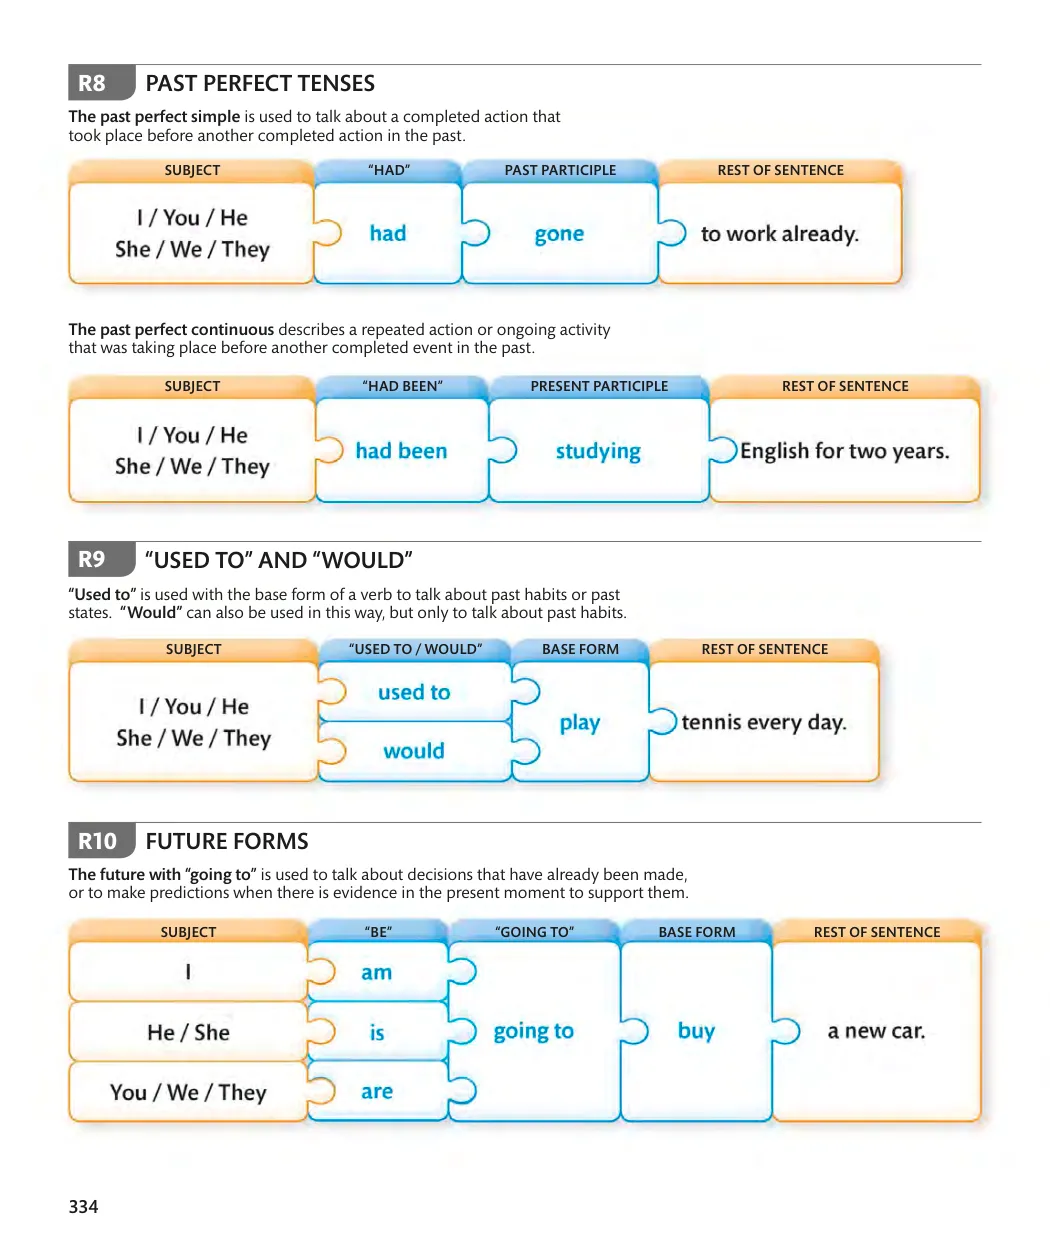 R8 PAST PERFECT TENSES
The past perfect simple is used to talk about a completed action that
took place before another completed action in the past.
SUBJECT "HAD" PAST PARTICIPLE REST OF SENTENCE
I / You / He
She / We / They
had gone to work already.
The past perfect continuous describes a repeated action or ongoing activity
that was taking place before another completed event in the past.
SUBJECT "HAD BEEN" PRESENT PARTICIPLE REST OF SENTENCE
I / You / He
She / We / They
had been studying English for two years.
R9 "USED TO" AND "WOULD"
"Used to" is used with the base form of a verb to talk about past habits or past
states. "Would" can also be used in this way, but only to talk about past habits.
SUBJECT "USED TO / WOULD" BASE FORM REST OF SENTENCE
I / You / He
She / We / They
used to
would
play tennis every day.
R10 FUTURE FORMS
The future with "going to" is used to talk about decisions that have already been made,
or to make predictions when there is evidence in the present moment to support them.
SUBJECT "BE" "GOING TO" BASE FORM REST OF SENTENCE
I am
He / She is going to buy a new car.
You / We / They are
334